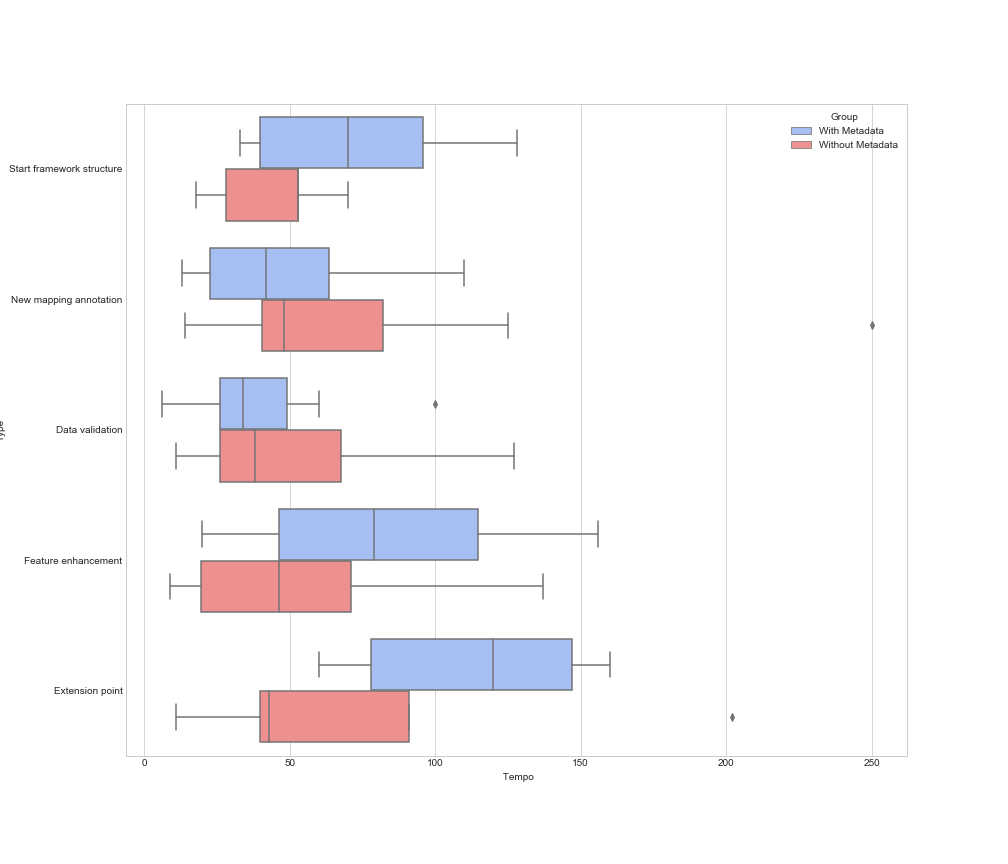 Group
With Metadata
Without Metadata
Start framework structure
New mapping annotation
Data validation
Feature enhancement
Extension point
0 50 100 150 200 250
Tempo